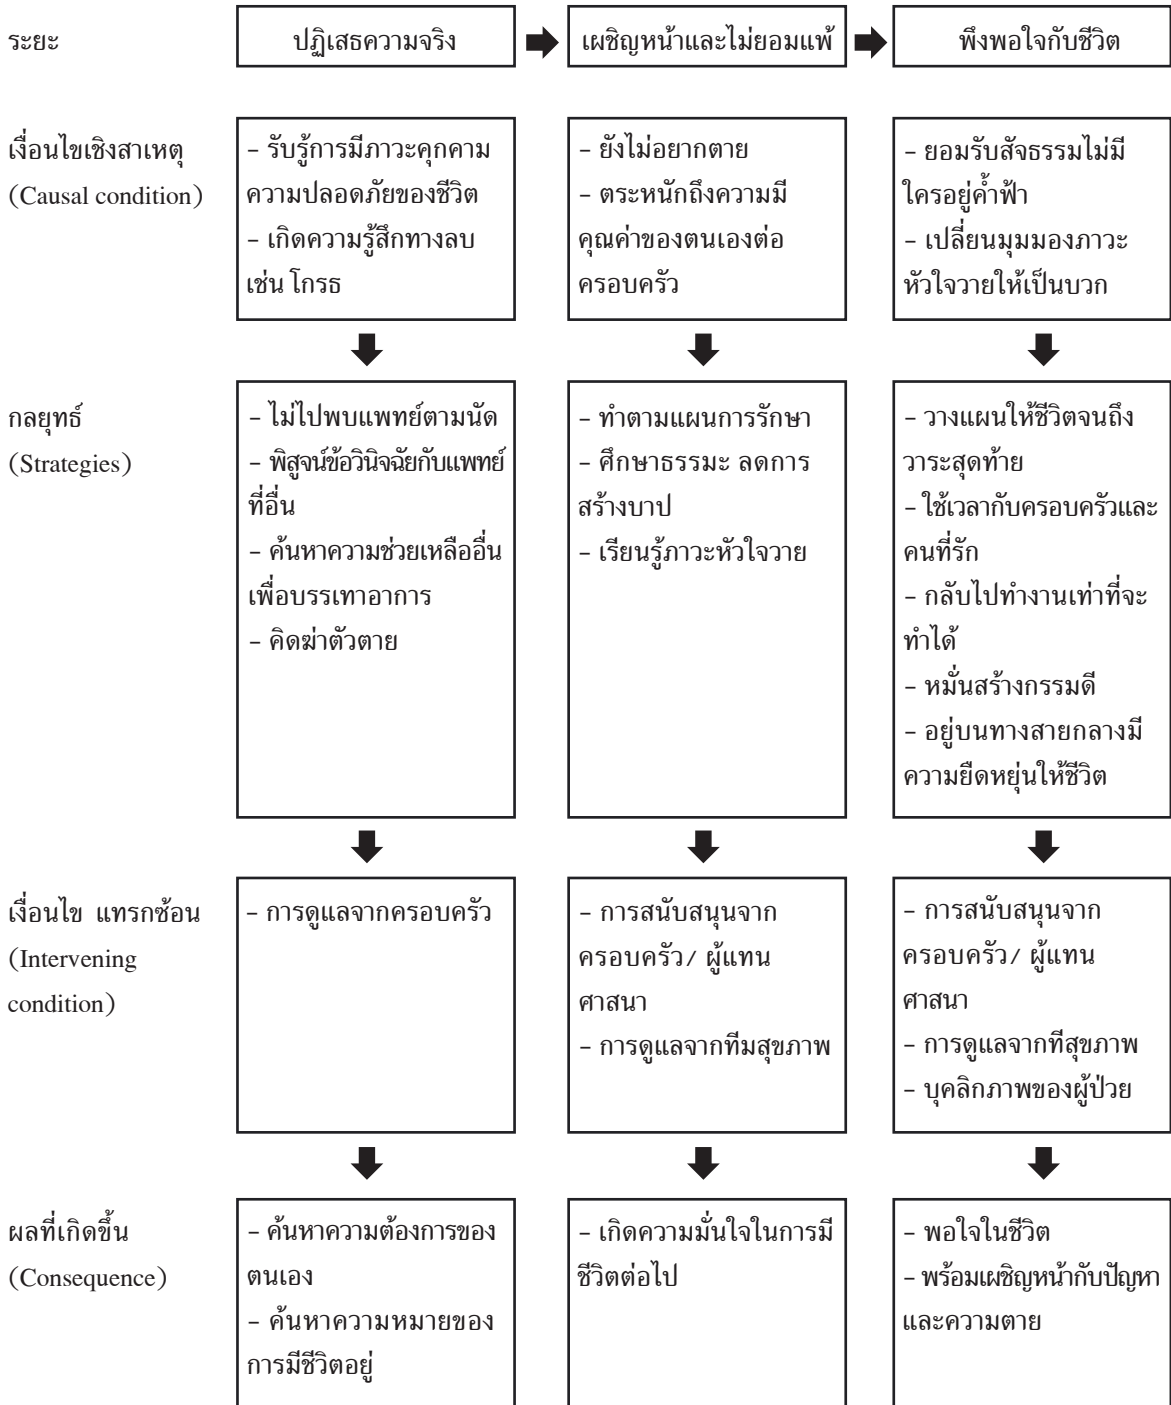 ระยะ
ปฏิเสธความจริง
เผชิญหน้าและไม่ยอมแพ้
พึงพอใจกับชีวิต
เงื่อนไขเชิงสาเหตุ
(Causal condition)
– รับรู้การมีภาวะคุกคาม
ความปลอดภัยของชีวิต
– เกิดความรู้สึกทางลบ
เช่น โกรธ
– ยังไม่อยากตาย
– ตระหนักถึงความมี
คุณค่าของตนเองต่อ
ครอบครัว
– ยอมรับสัจธรรมไม่มี
ใครอยู่ค้ำฟ้า
– เปลี่ยนมุมมองภาวะ
หัวใจวายให้เป็นบวก
กลยุทธ์
(Strategies)
– ไม่ไปพบแพทย์ตามนัด
– พิสูจน์ข้อวินิจฉัยกับแพทย์
ที่อื่น
– ค้นหาความช่วยเหลืออื่น
เพื่อบรรเทาอาการ
– คิดฆ่าตัวตาย
– ทำตามแผนการรักษา
– ศึกษาธรรมะ ลดการ
สร้างบาป
– เรียนรู้ภาวะหัวใจวาย
– วางแผนให้ชีวิตจนถึง
วาระสุดท้าย
– ใช้เวลากับครอบครัวและ
คนที่รัก
– กลับไปทำงานเท่าที่จะ
ทำได้
– หมั่นสร้างกรรมดี
– อยู่บนทางสายกลางมี
ความยืดหยุ่นให้ชีวิต
เงื่อนไข แทรกซ้อน
(Intervening
condition)
– การดูแลจากครอบครัว
– การสนับสนุนจาก
ครอบครัว/ ผู้แทน
ศาสนา
– การดูแลจากทีมสุขภาพ
– การสนับสนุนจาก
ครอบครัว/ ผู้แทน
ศาสนา
– การดูแลจากทีสุขภาพ
– บุคลิกภาพของผู้ป่วย
ผลที่เกิดขึ้น
(Consequence)
– ค้นหาความต้องการของ
ตนเอง
– ค้นหาความหมายของ
การมีชีวิตอยู่
– เกิดความมั่นใจในการมี
ชีวิตต่อไป
– พอใจในชีวิต
– พร้อมเผชิญหน้ากับปัญหา
และความตาย